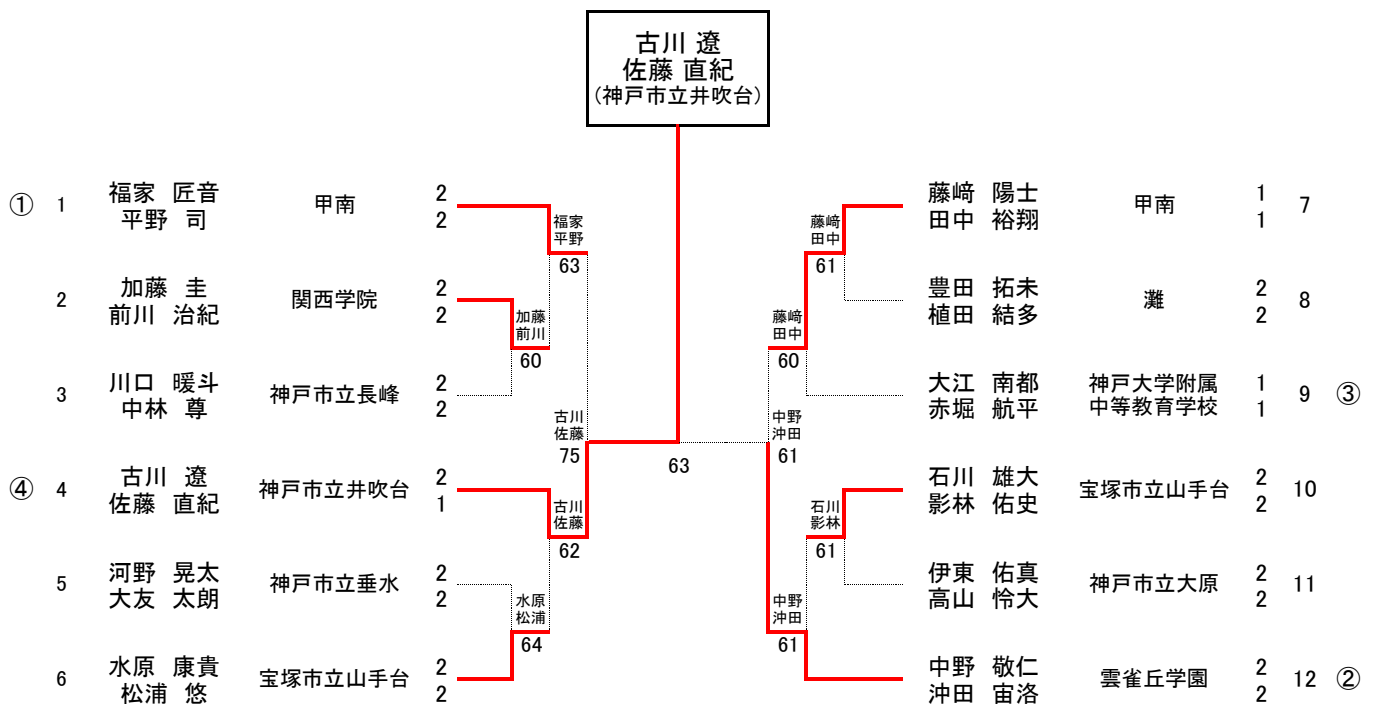 古川 遼
佐藤 直紀
（神戸市立井吹台）
① 1 福家 匠音 甲南 2
平野 司 2
福家
平野
63
2 加藤 圭 関西学院 2
前川 治紀 2
加藤
前川
60
3 川口 暖斗 神戸市立長峰 2
中林 尊 2
古川
佐藤
75
④ 4 古川 遼 神戸市立井吹台 2
佐藤 直紀 1
古川
佐藤
62
5 河野 晃太 神戸市立垂水 2
大友 太朗 2
水原
松浦
64
6 水原 康貴 宝塚市立山手台 2
松浦 悠 2
63
藤﨑 陽士 甲南 1 7
田中 裕翔 1
藤﨑
田中
61
豊田 拓未 灘 2 8
植田 結多 2
藤﨑
田中
60
大江 南都 神戸大学附属 1 9 ③
赤堀 航平 中等教育学校 1
中野
沖田
61
石川 雄大 宝塚市立山手台 2 10
影林 佑史 2
石川
影林
61
伊東 佑真 神戸市立大原 2 11
高山 怜大 2
中野
沖田
61
中野 敬仁 雲雀丘学園 2 12 ②
沖田 宙洛 2